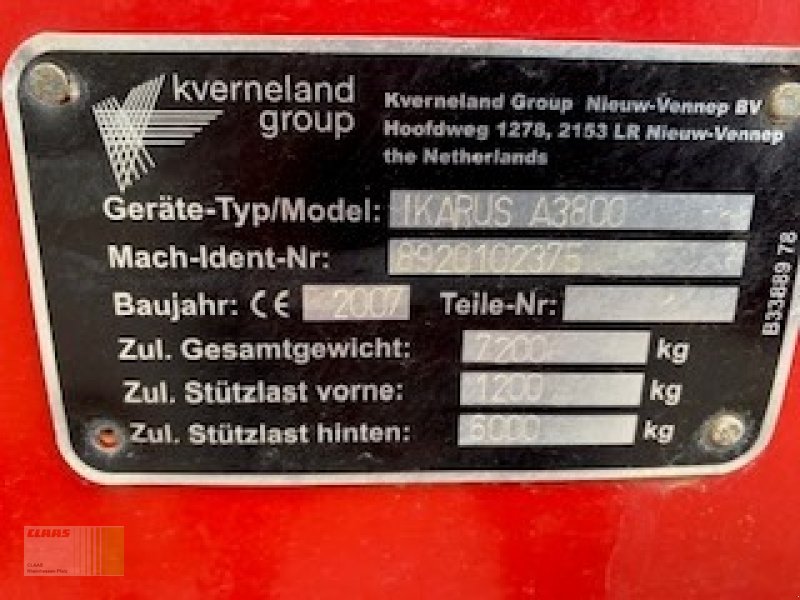 kverneland
group
Kverneland Group Nieuw-Vennep BV
Hoofdweg 1278, 2153 LR Nieuw-Vennep
the Netherlands
Geräte-Typ/Model: IKARUS A3800
Mach-Ident-Nr: 8920102375
Baujahr: CE 2007 Teile-Nr:
Zul. Gesamtgewicht: 7200 kg
Zul. Stützlast vorne: 1200 kg
Zul. Stützlast hinten: 6000 kg
B33889 78
CLAAS
CLAAS